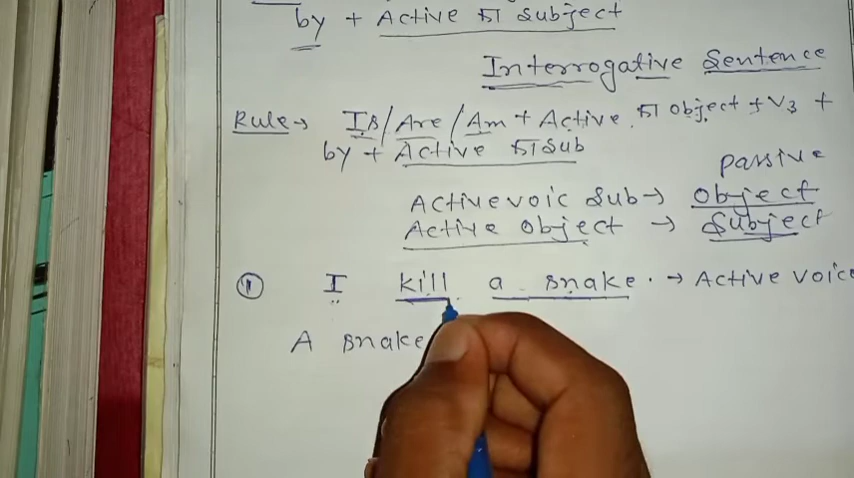 by + Active का Subject
Interrogative Sentence
Rule → Is/Are/Am + Active का object + V3 +
by + Active का Sub
passive
Active voic Sub → Object
Active Object → Subject
① I kill a snake. → Active voice
A snake